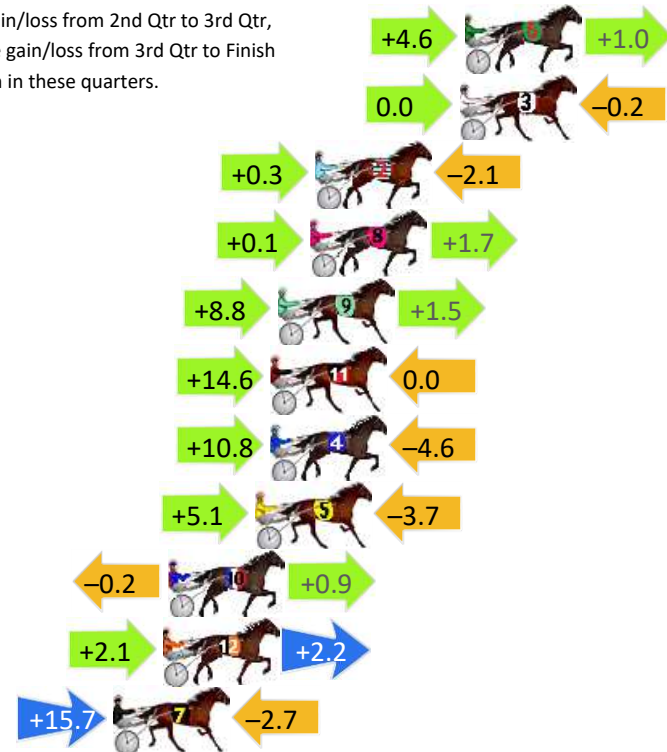 in/loss from 2nd Qtr to 3rd Qtr,
gain/loss from 3rd Qtr to Finish
in these quarters.
+4.6 6 +1.0
0.0 3 –0.2
+0.3 2 –2.1
+0.1 8 +1.7
+8.8 9 +1.5
+14.6 11 0.0
+10.8 4 –4.6
+5.1 5 –3.7
–0.2 10 +0.9
+2.1 12 +2.2
+15.7 7 –2.7